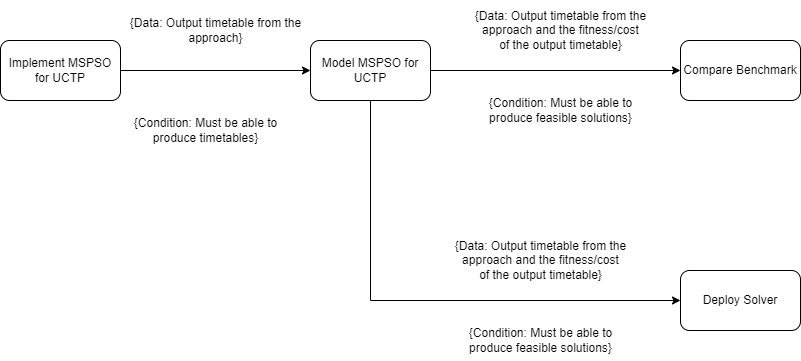 {Data: Output timetable from the
approach}
{Data: Output timetable from the
approach and the fitness/cost
of the output timetable}
Implement MSPSO
for UCTP
Model MSPSO for
UCTP
Compare Benchmark
{Condition: Must be able to
produce timetables}
{Condition: Must be able to
produce feasible solutions}
{Data: Output timetable from the
approach and the fitness/cost
of the output timetable}
Deploy Solver
{Condition: Must be able to
produce feasible solutions}